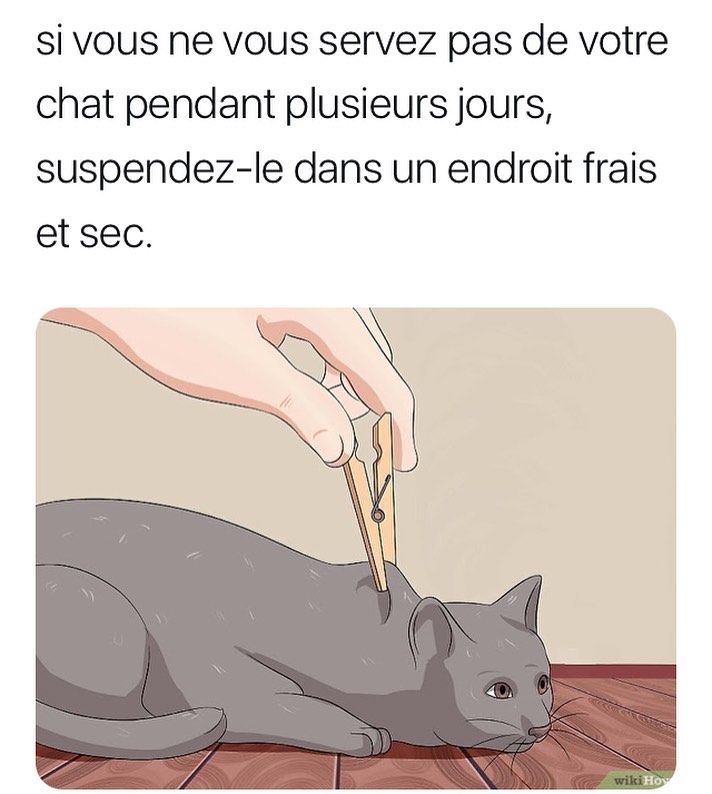 si vous ne vous servez pas de votre
chat pendant plusieurs jours,
suspendez-le dans un endroit frais
et sec.
wikiHow